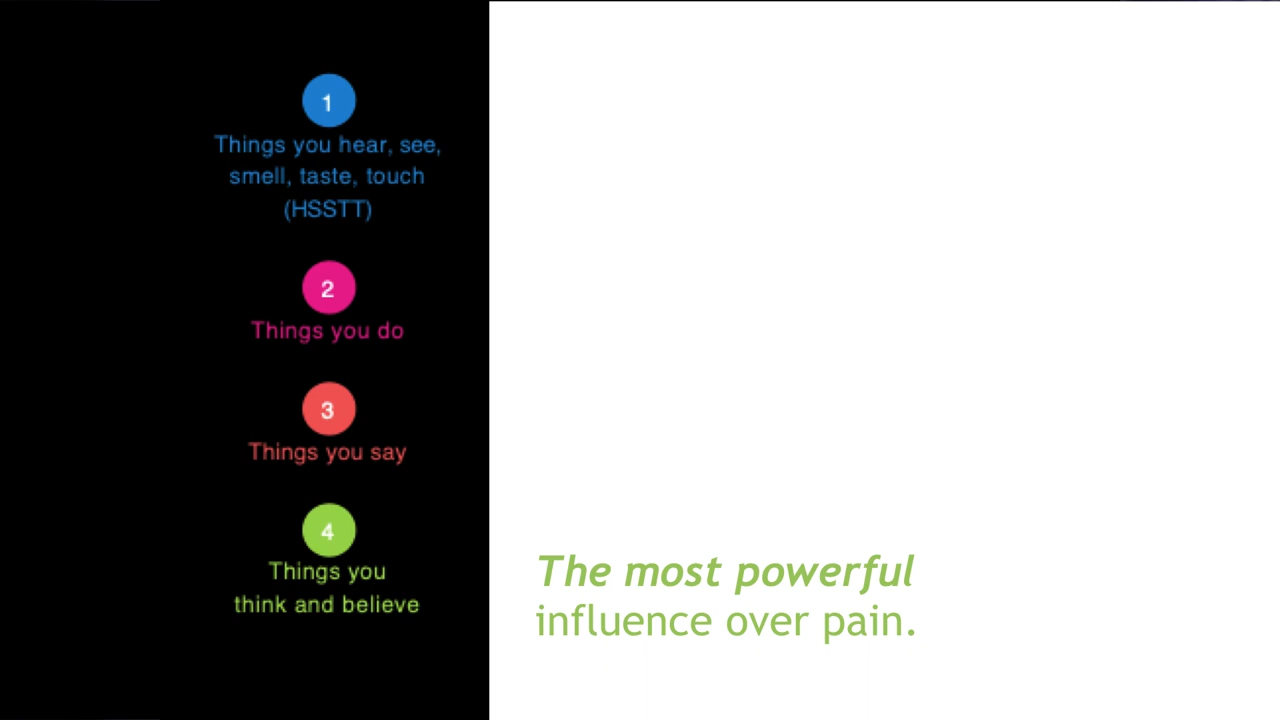 1
Things you hear, see,
smell, taste, touch
(HSSTT)
2
Things you do
3
Things you say
4
Things you
think and believe
The most powerful
influence over pain.